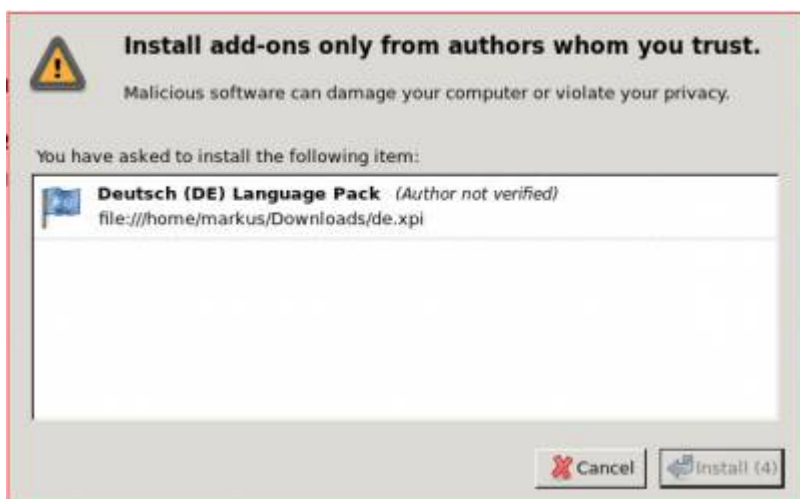 Install add-ons only from authors whom you trust.
Malicious software can damage your computer or violate your privacy.
You have asked to install the following item:
Deutsch (DE) Language Pack (Author not verified)
file:///home/markus/Downloads/de.xpi
Cancel Install (4)